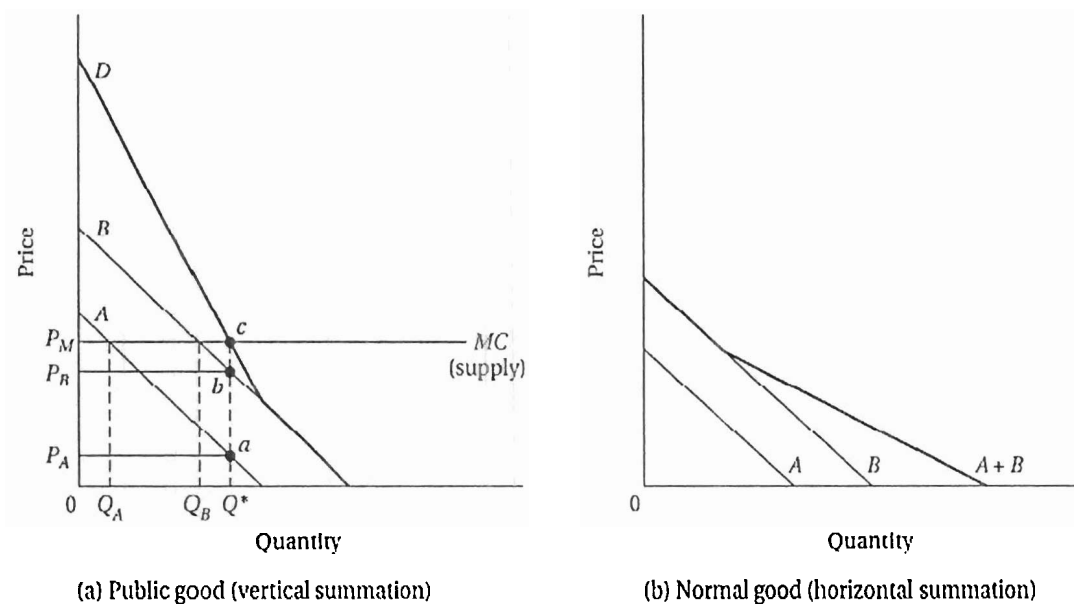 D
B
A
Price
P_M
P_B
P_A
c
b
a
MC
(supply)
0
Q_A
Q_B
Q*
Quantity
(a) Public good (vertical summation)
Price
A
B
A + B
0
Quantity
(b) Normal good (horizontal summation)